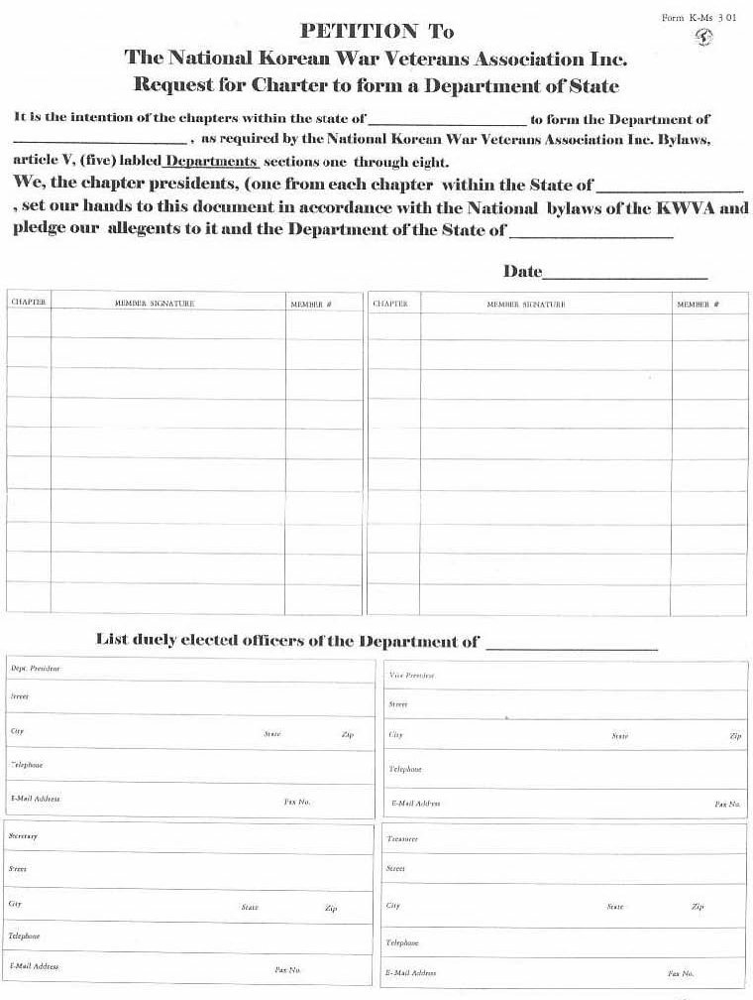 Form K-Ms 3 01
PETITION To
The National Korean War Veterans Association Inc.
Request for Charter to form a Department of State
It is the intention of the chapters within the state of ____________________ to form the Department of
____________________ , as required by the National Korean War Veterans Association Inc. Bylaws,
article V, (five) labled Departments sections one through eight.
We, the chapter presidents, (one from each chapter within the State of ____________________
, set our hands to this document in accordance with the National bylaws of the KWVA and
pledge our allegents to it and the Department of the State of ____________________
Date____________________
CHAPTER MEMBER SIGNATURE MEMBER # CHAPTER MEMBER SIGNATURE MEMBER #
List duely elected officers of the Department of ____________________
Dept. President
Street
City State Zip
Telephone
E-Mail Address Fax No.
Vice President
Street
City State Zip
Telephone
E-Mail Address Fax No.
Secretary
Street
City State Zip
Telephone
E-Mail Address Fax No.
Treasurer
Street
City State Zip
Telephone
E-Mail Address Fax No.